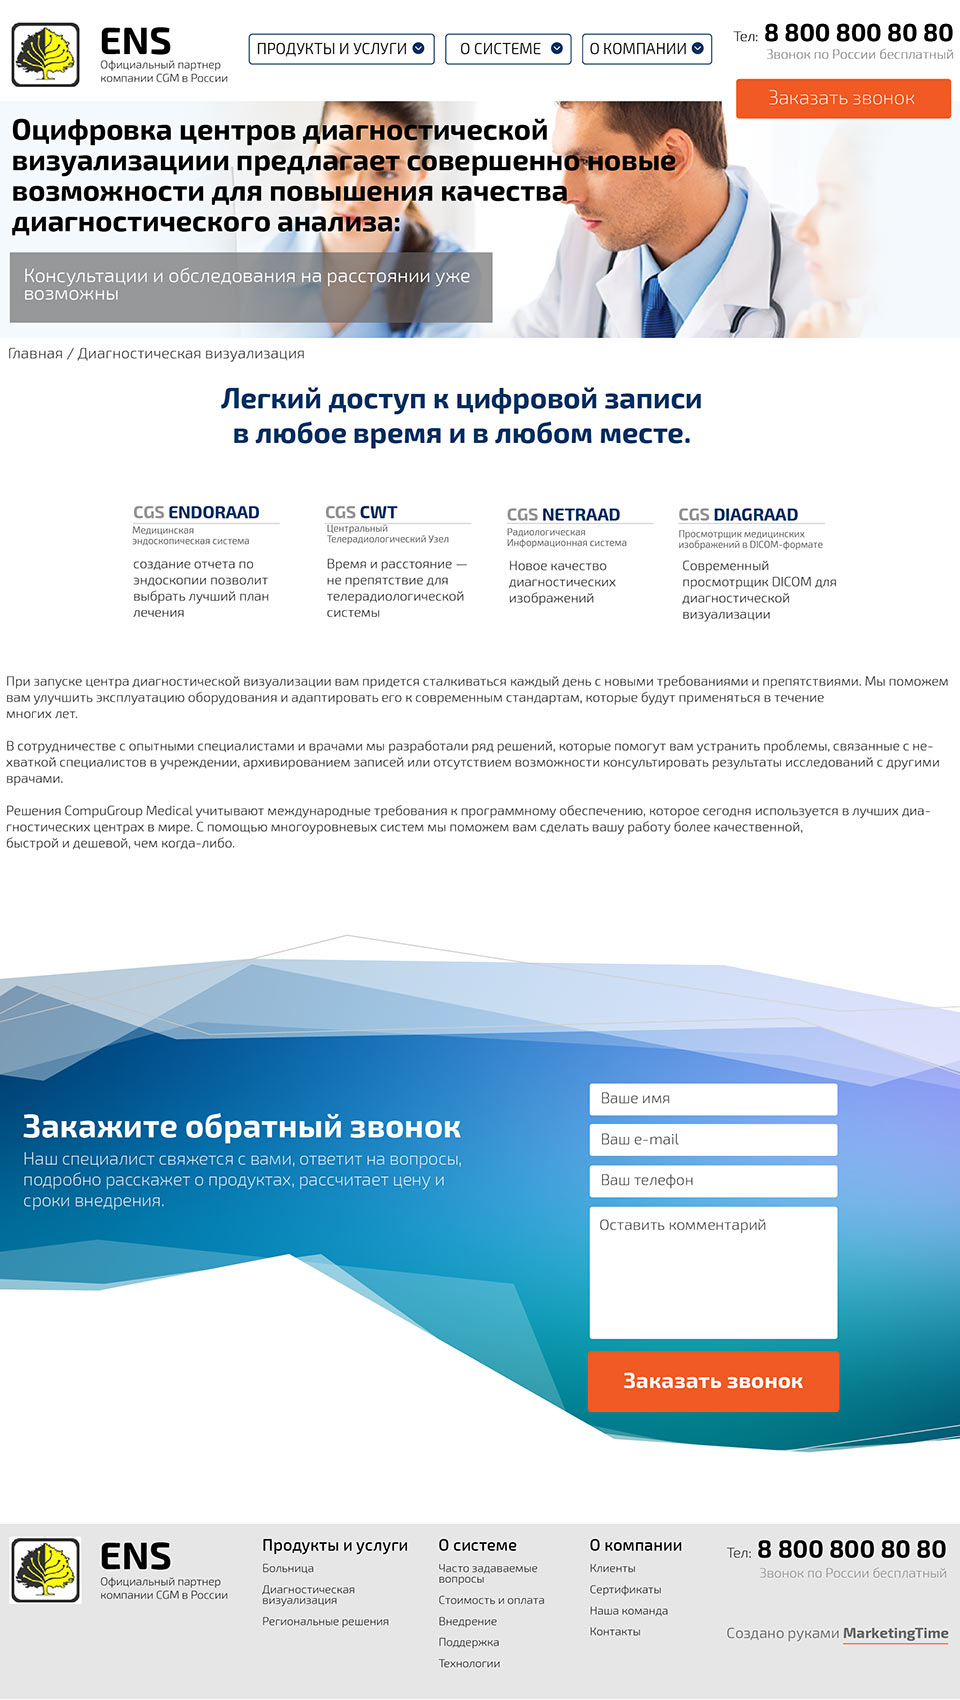 ENS
Официальный партнер
компании CGM в России
ПРОДУКТЫ И УСЛУГИ
О СИСТЕМЕ
О КОМПАНИИ
Тел: 8 800 800 80 80
Звонок по России бесплатный
Заказать звонок
Оцифровка центров диагностической
визуализациии предлагает совершенно новые
возможности для повышения качества
диагностического анализа:
Консультации и обследования на расстоянии уже
возможны
Главная / Диагностическая визуализация
Легкий доступ к цифровой записи
в любое время и в любом месте.
CGS ENDORAAD
Медицинская
эндоскопическая система
создание отчета по
эндоскопии позволит
выбрать лучший план
лечения
CGS CWT
Центральный
Телерадиологический Узел
Время и расстояние —
не препятствие для
телерадиологической
системы
CGS NETRAAD
Радиологическая
Информационная система
Новое качество
диагностических
изображений
CGS DIAGRAAD
Просмотрщик медицинских
изображений в DICOM-формате
Современный
просмотрщик DICOM для
диагностической
визуализации
При запуске центра диагностической визуализации вам придется сталкиваться каждый день с новыми требованиями и препятствиями. Мы поможем
вам улучшить эксплуатацию оборудования и адаптировать его к современным стандартам, которые будут применяться в течение
многих лет.
В сотрудничестве с опытными специалистами и врачами мы разработали ряд решений, которые помогут вам устранить проблемы, связанные с не-
хваткой специалистов в учреждении, архивированием записей или отсутствием возможности консультировать результаты исследований с другими
врачами.
Решения CompuGroup Medical учитывают международные требования к программному обеспечению, которое сегодня используется в лучших диа-
гностических центрах в мире. С помощью многоуровневых систем мы поможем вам сделать вашу работу более качественной,
быстрой и дешевой, чем когда-либо.
Закажите обратный звонок
Наш специалист свяжется с вами, ответит на вопросы,
подробно расскажет о продуктах, рассчитает цену и
сроки внедрения.
Ваше имя
Ваш e-mail
Ваш телефон
Оставить комментарий
Заказать звонок
ENS
Официальный партнер
компании CGM в России
Продукты и услуги
Больница
Диагностическая
визуализация
Региональные решения
О системе
Часто задаваемые
вопросы
Стоимость и оплата
Внедрение
Поддержка
Технологии
О компании
Клиенты
Сертификаты
Наша команда
Контакты
Тел: 8 800 800 80 80
Звонок по России бесплатный
Создано руками MarketingTime